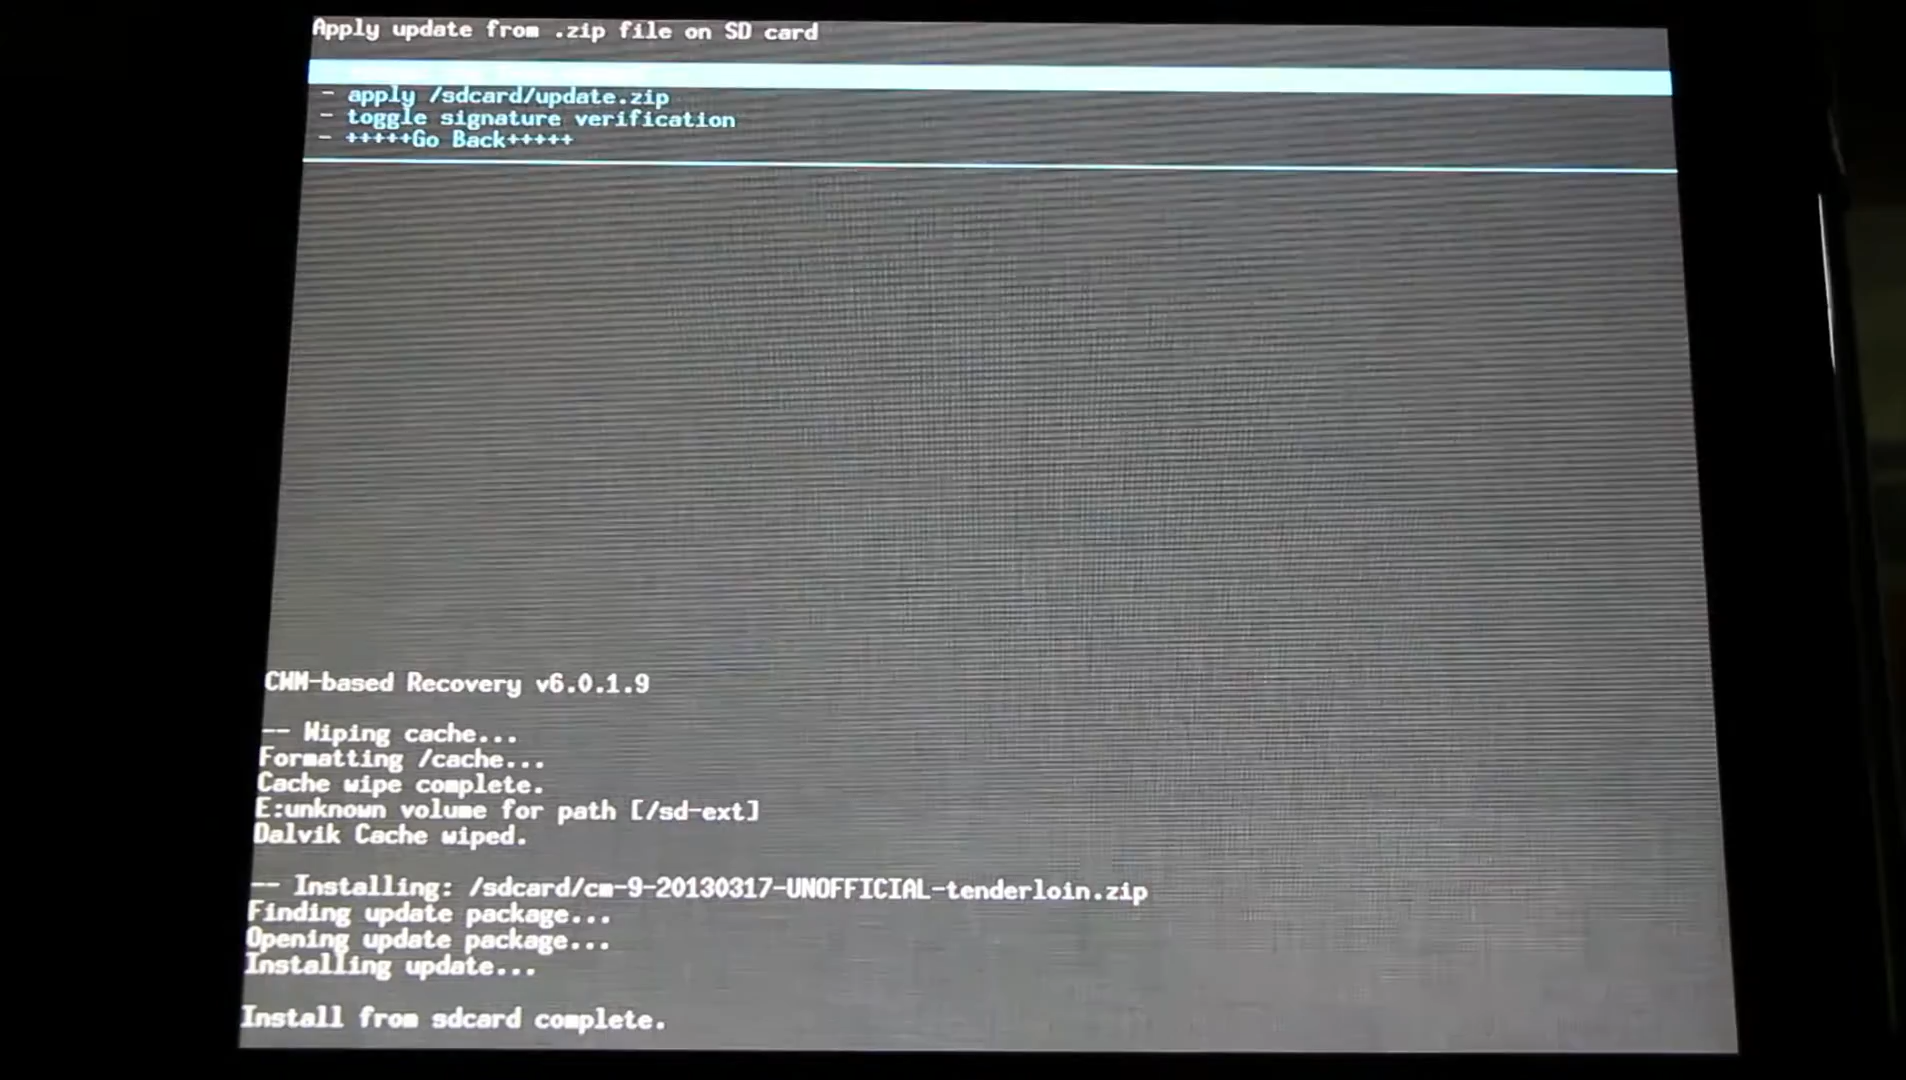 Apply update from .zip file on SD card
- apply /sdcard/update.zip
- toggle signature verification
- +++++Go Back+++++
CWM-based Recovery v6.0.1.9
-- Wiping cache...
Formatting /cache...
Cache wipe complete.
E:unknown volume for path [/sd-ext]
Dalvik Cache wiped.
-- Installing: /sdcard/cm-9-20130317-UNOFFICIAL-tenderloin.zip
Finding update package...
Opening update package...
Installing update...
Install from sdcard complete.